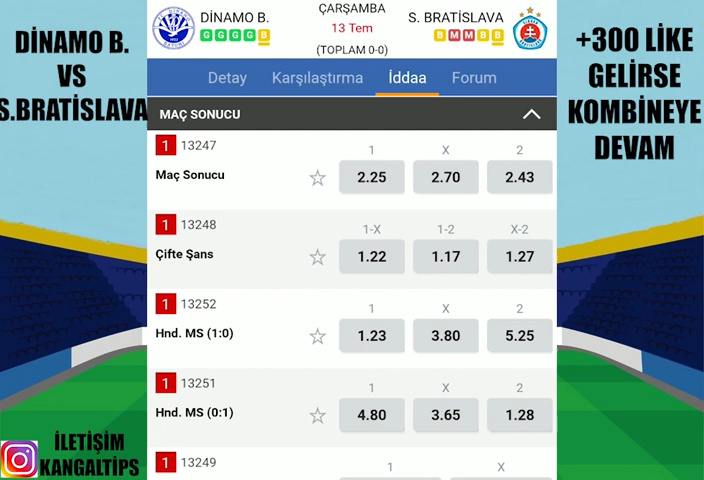 DİNAMO B.
VS
S.BRATİSLAVA
DİNAMO B.
G G G G B
ÇARŞAMBA
13 Tem
(TOPLAM 0-0)
S. BRATİSLAVA
B M M B B
+300 LİKE
GELİRSE
KOMBİNEYE
DEVAM
Detay Karşılaştırma İddaa Forum
MAÇ SONUCU
1 13247
1 X 2
Maç Sonucu 2.25 2.70 2.43
1 13248
1-X 1-2 X-2
Çifte Şans 1.22 1.17 1.27
1 13252
1 X 2
Hnd. MS (1:0) 1.23 3.80 5.25
1 13251
1 X 2
Hnd. MS (0:1) 4.80 3.65 1.28
1 13249
1 X
İLETİŞİM
KANGALTİPS